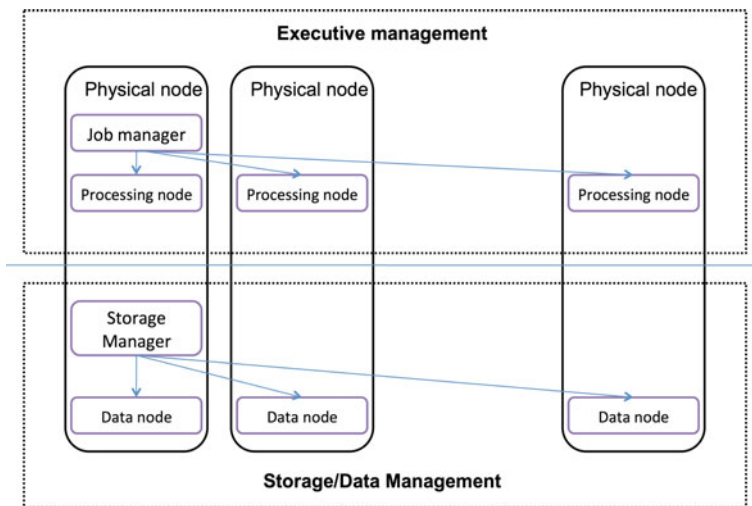 Executive management
Physical node
Physical node
Physical node
Job manager
Processing node
Processing node
Processing node
Storage
Manager
Data node
Data node
Data node
Storage/Data Management